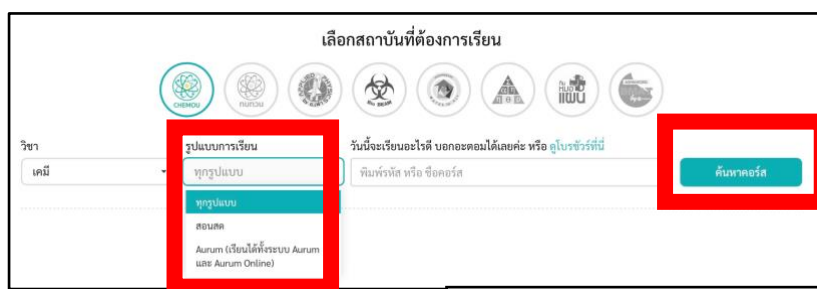 เลือกสถาบันที่ต้องการเรียน
CHEMOU
วิชา
รูปแบบการเรียน
วันนี้จะเรียนอะไรดี บอกอะตอมได้เลยค่ะ หรือ ดูโบรชัวร์ที่นี่
เคมี
ทุกรูปแบบ
พิมพ์รหัส หรือ ชื่อคอร์ส
ค้นหาคอร์ส
ทุกรูปแบบ
สอนสด
Aurum (เรียนได้ทั้งระบบ Aurum
และ Aurum Online)